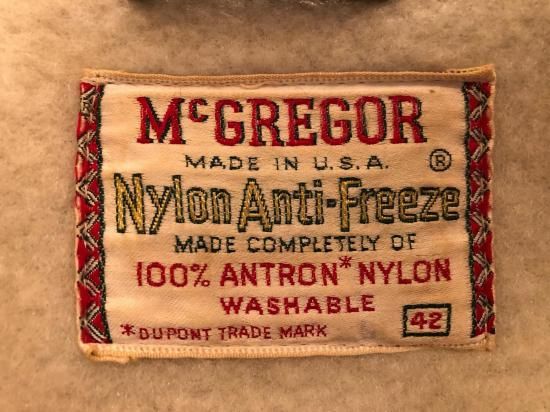 McGREGOR
MADE IN U.S.A. ®
Nylon Anti-Freeze
MADE COMPLETELY OF
100% ANTRON* NYLON
WASHABLE
*DUPONT TRADE MARK 42